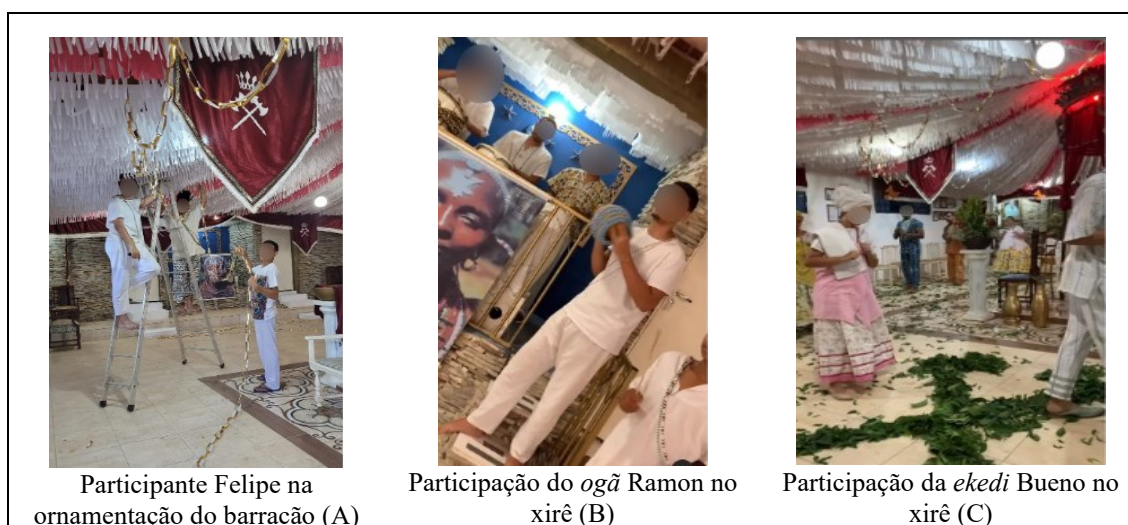 Participante Felipe na
ornamentação do barracão (A)
Participação do ogã Ramon no
xirê (B)
Participação da ekedi Bueno no
xirê (C)